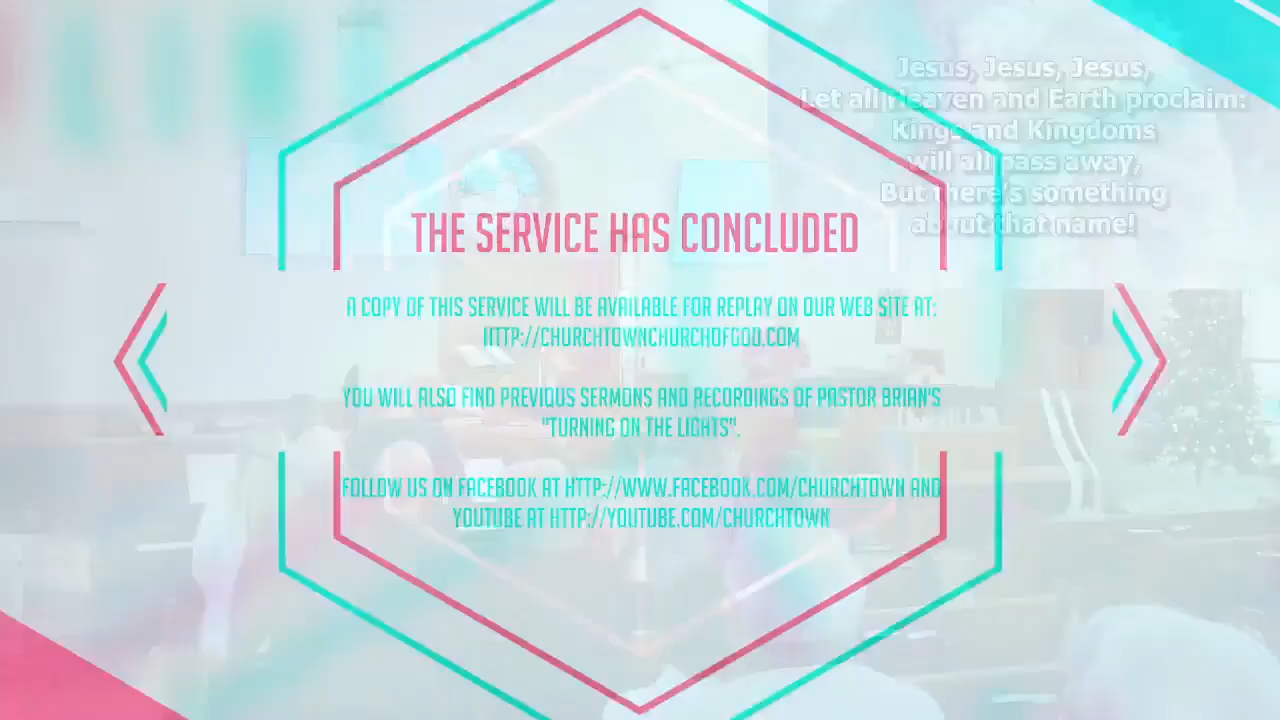 Jesus, Jesus, Jesus,
Let all Heaven and Earth proclaim:
Kings and Kingdoms
will all pass away,
But there's something
about that name!
THE SERVICE HAS CONCLUDED
A COPY OF THIS SERVICE WILL BE AVAILABLE FOR REPLAY ON OUR WEB SITE AT:
HTTP://CHURCHTOWNCHURCHOFGOD.COM
YOU WILL ALSO FIND PREVIOUS SERMONS AND RECORDINGS OF PASTOR BRIAN'S
"TURNING ON THE LIGHTS".
FOLLOW US ON FACEBOOK AT HTTP://WWW.FACEBOOK.COM/CHURCHTOWN AND
YOUTUBE AT HTTP://YOUTUBE.COM/CHURCHTOWN